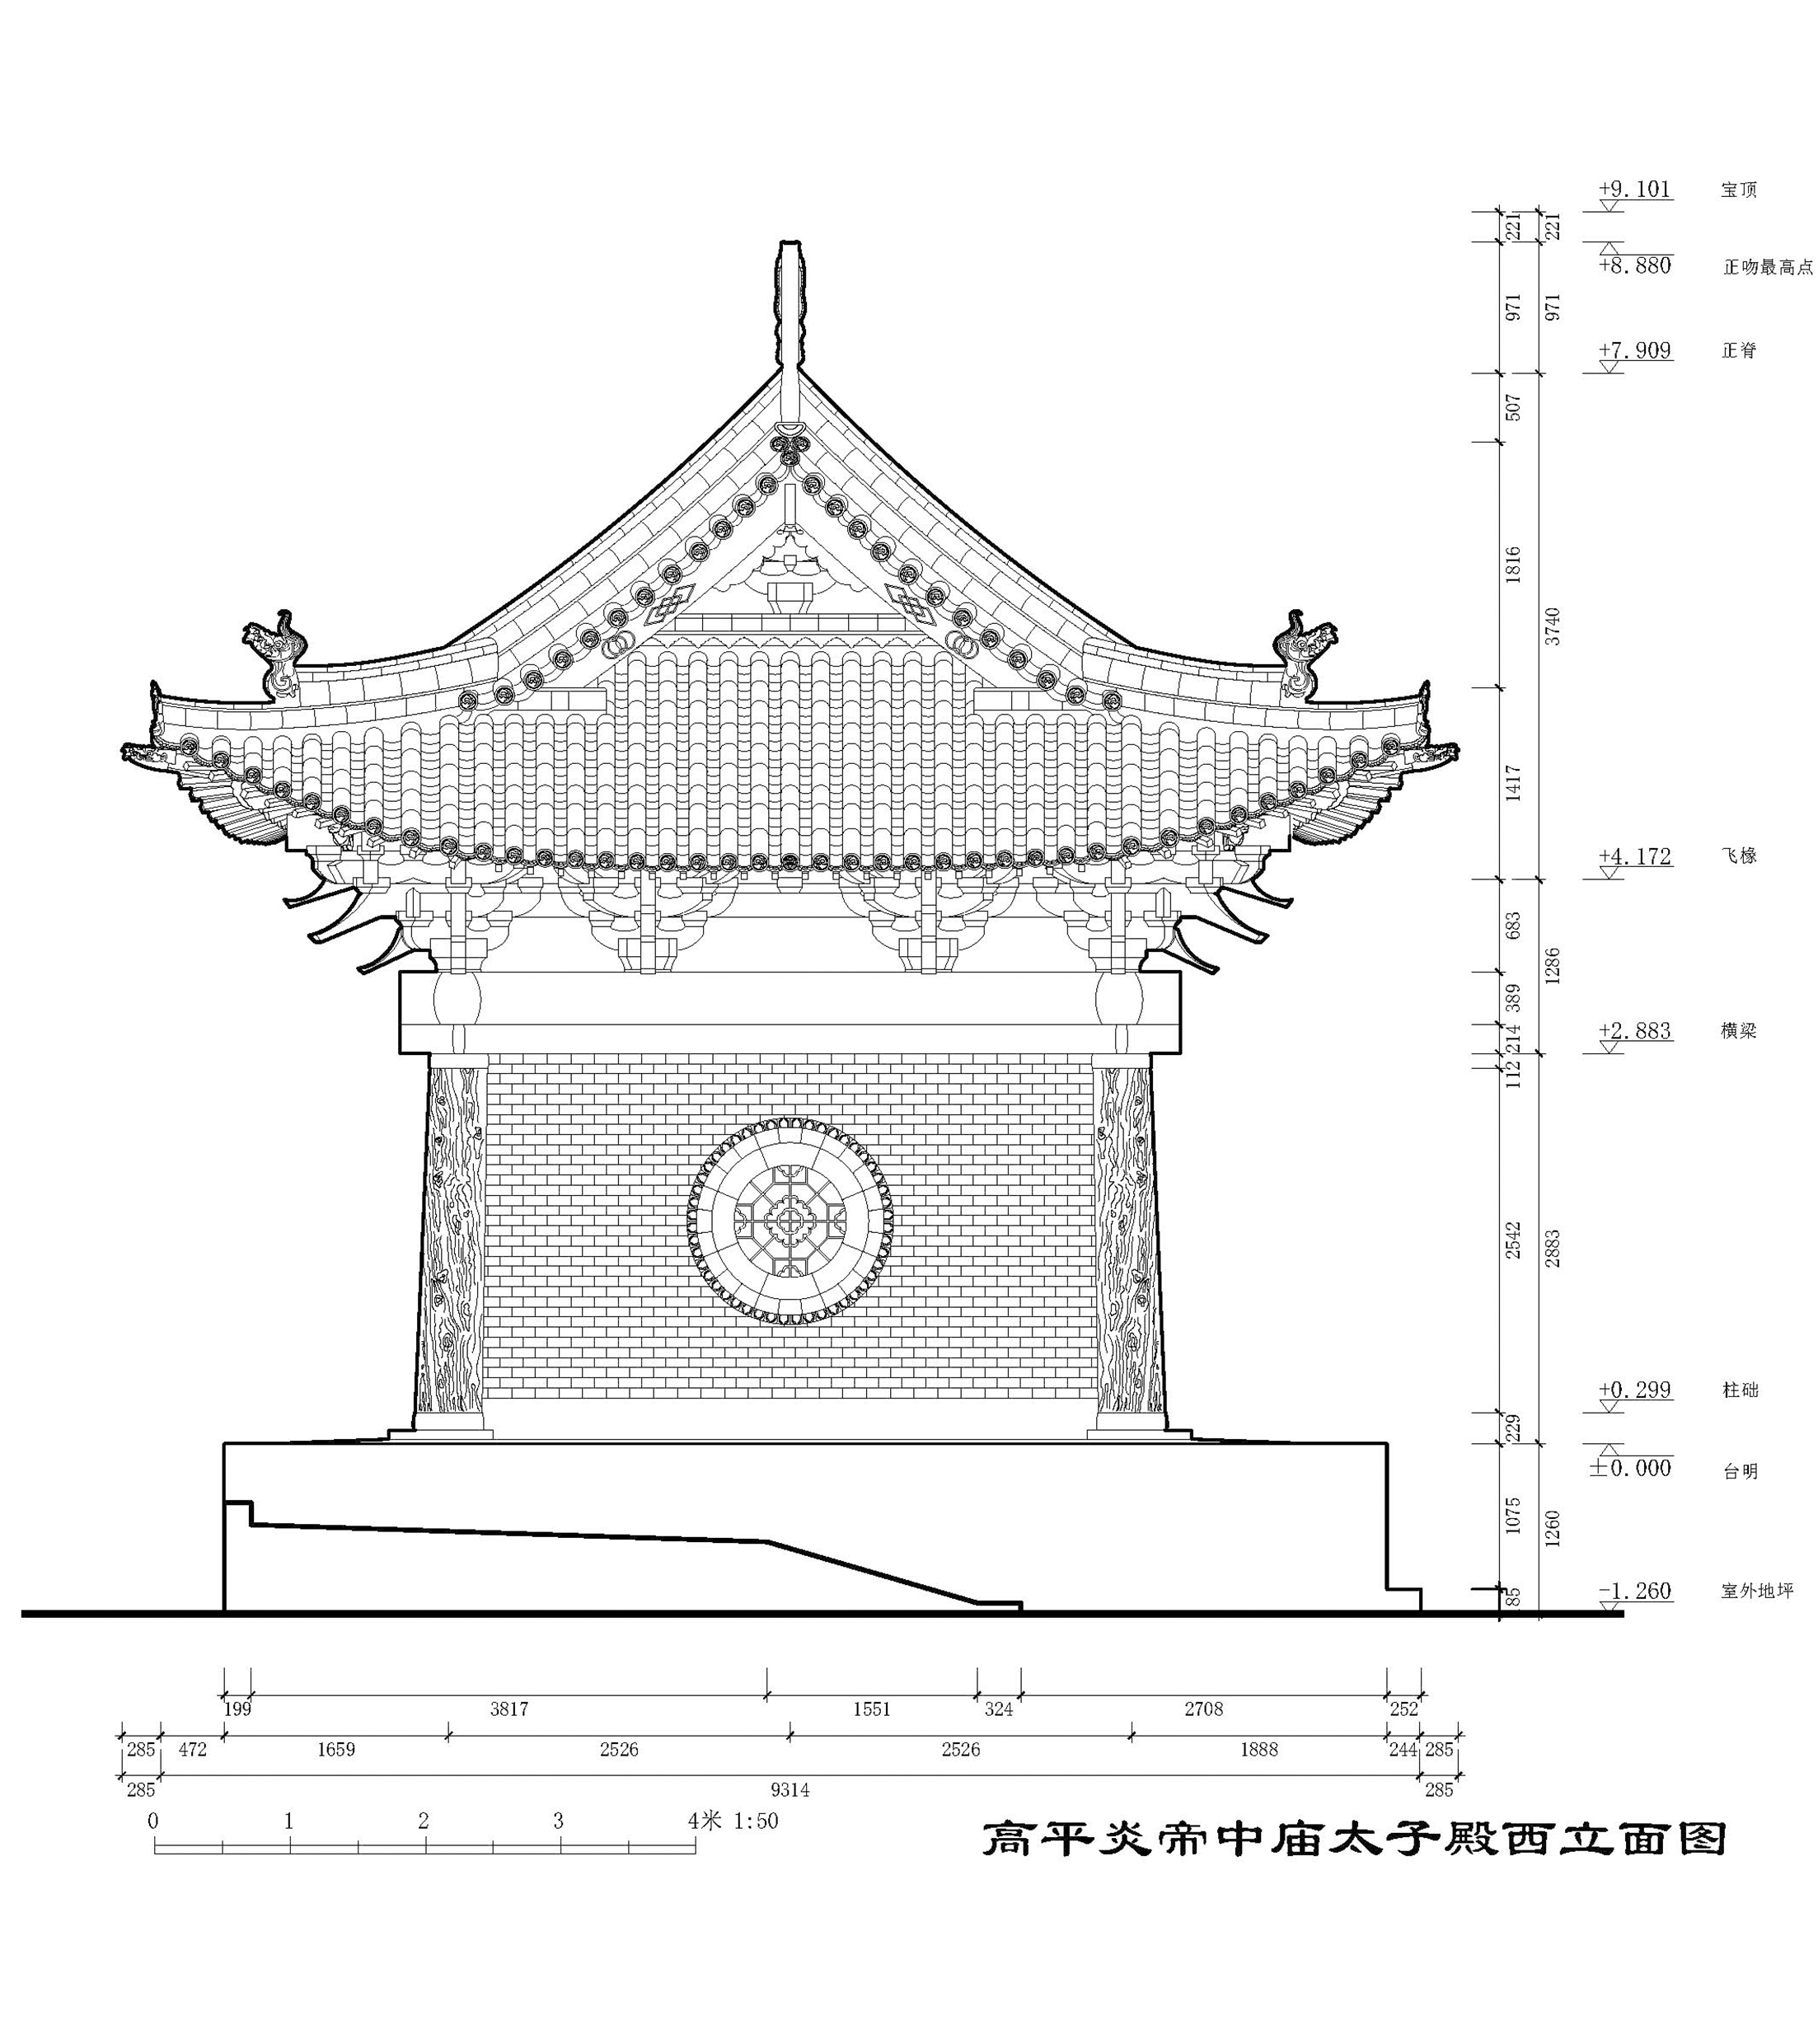 +9.101 宝顶
+8.880 正吻最高点
+7.909 正脊
+4.172 飞椽
+2.883 横梁
+0.299 柱础
±0.000 台明
-1.260 室外地坪
221
971
507
1816
1417
683
389
214
112
2542
229
1075
185
221
971
3740
1286
2883
1260
199 3817 1551 324 2708 252
285 472 1659 2526 2526 1888 244 285
285 9314 285
0 1 2 3 4米 1:50
高平炎帝中庙太子殿西立面图